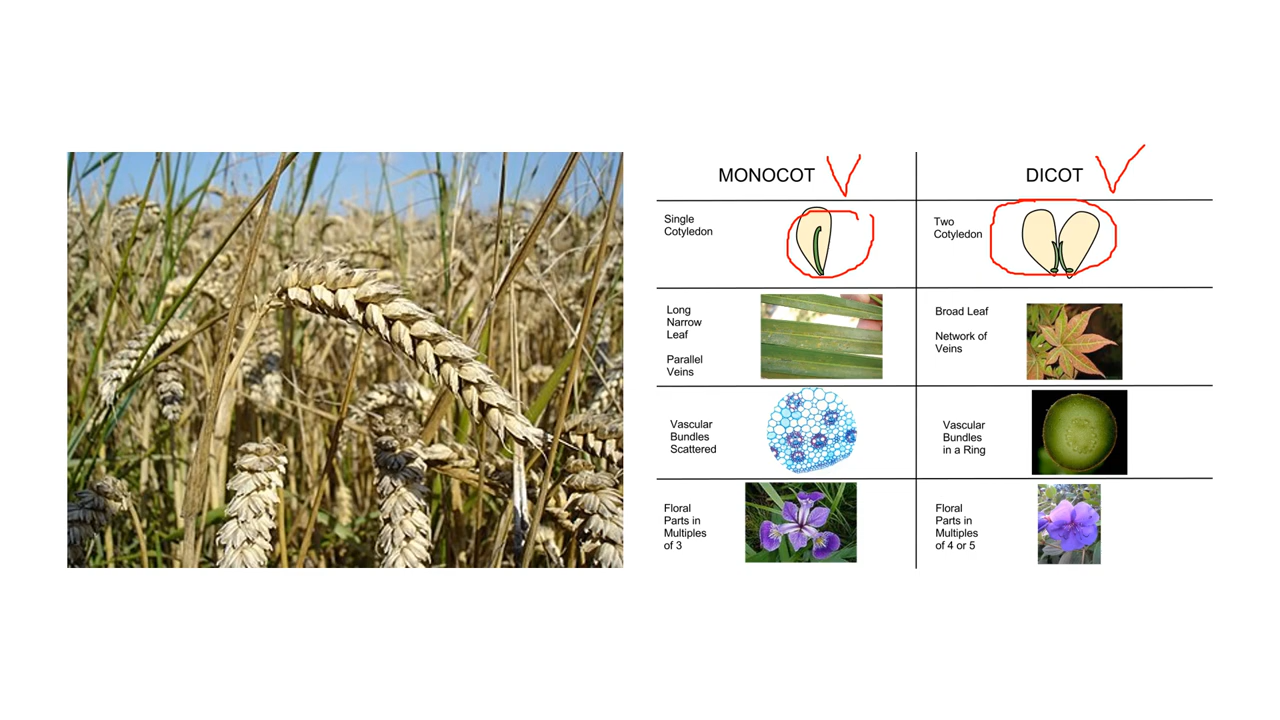 MONOCOT
DICOT
Single
Cotyledon
Two
Cotyledon
Long
Narrow
Leaf
Parallel
Veins
Broad Leaf
Network of
Veins
Vascular
Bundles
Scattered
Vascular
Bundles
in a Ring
Floral
Parts in
Multiples
of 3
Floral
Parts in
Multiples
of 4 or 5